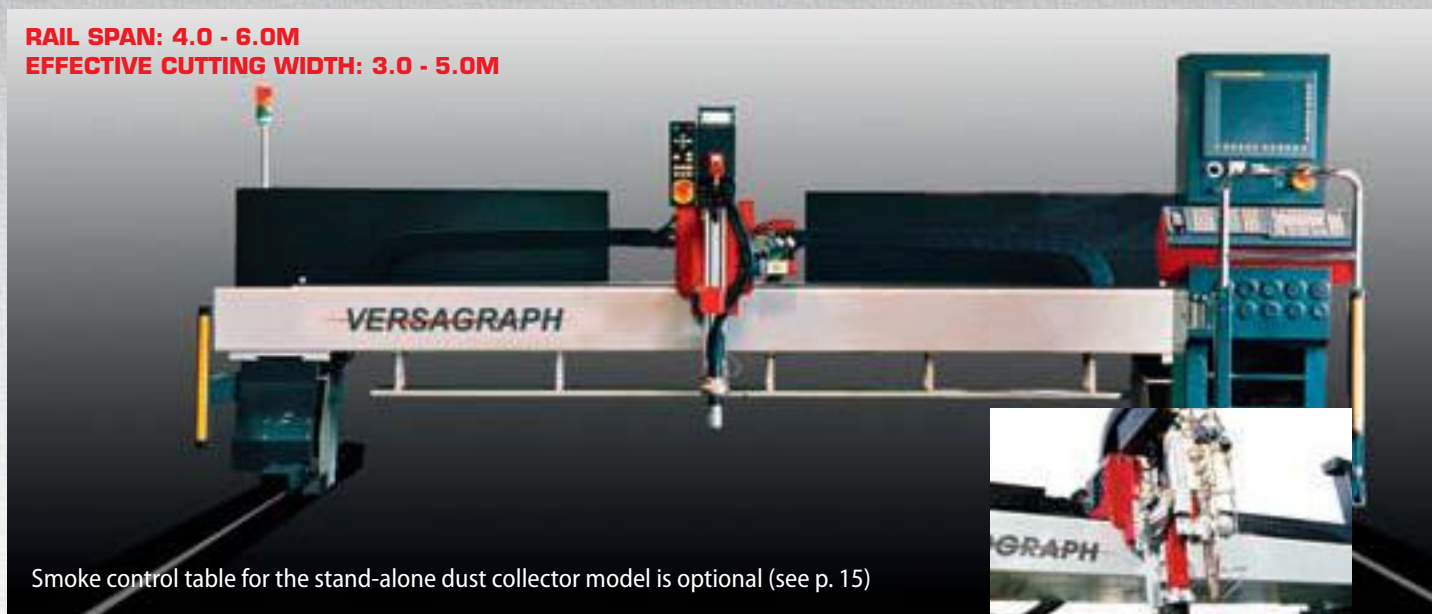 RAIL SPAN: 4.0 - 6.0M
EFFECTIVE CUTTING WIDTH: 3.0 - 5.0M
VERSAGRAPH
OGRAPH
Smoke control table for the stand-alone dust collector model is optional (see p. 15)